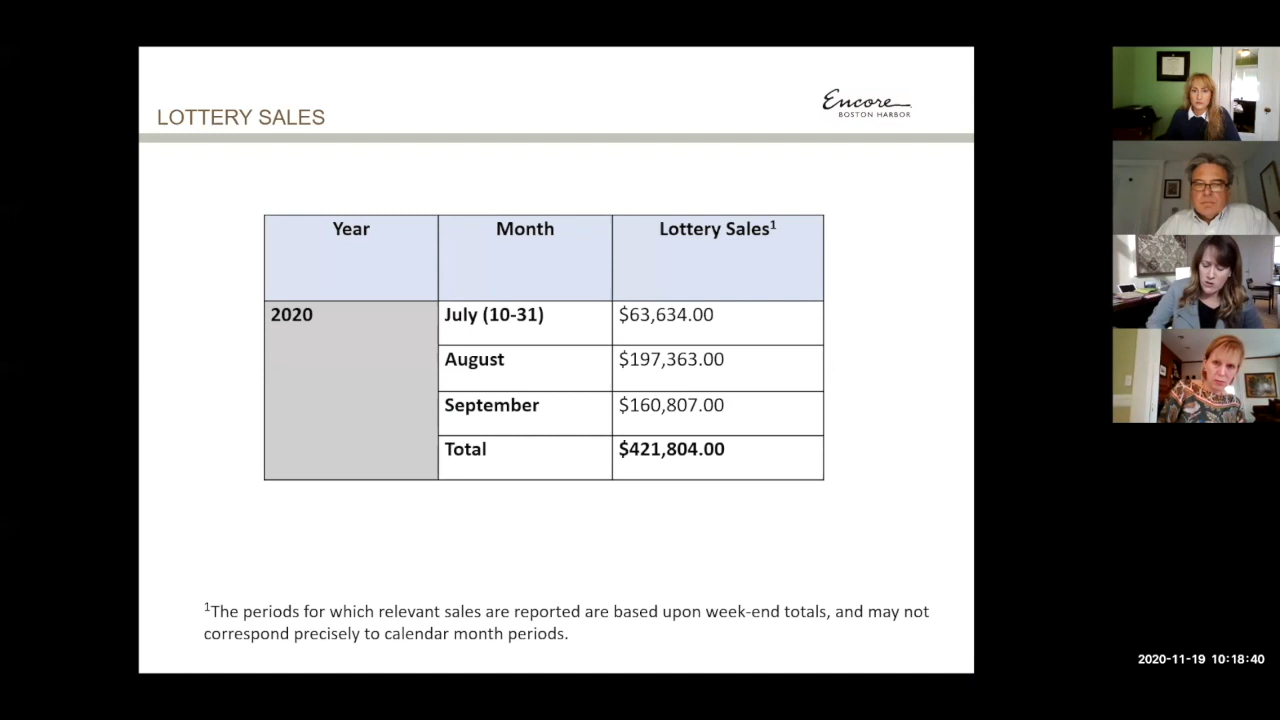 Encore
BOSTON HARBOR
LOTTERY SALES
Year Month Lottery Sales¹
2020 July (10-31) $63,634.00
August $197,363.00
September $160,807.00
Total $421,804.00
¹The periods for which relevant sales are reported are based upon week-end totals, and may not
correspond precisely to calendar month periods.
2020-11-19 10:18:40